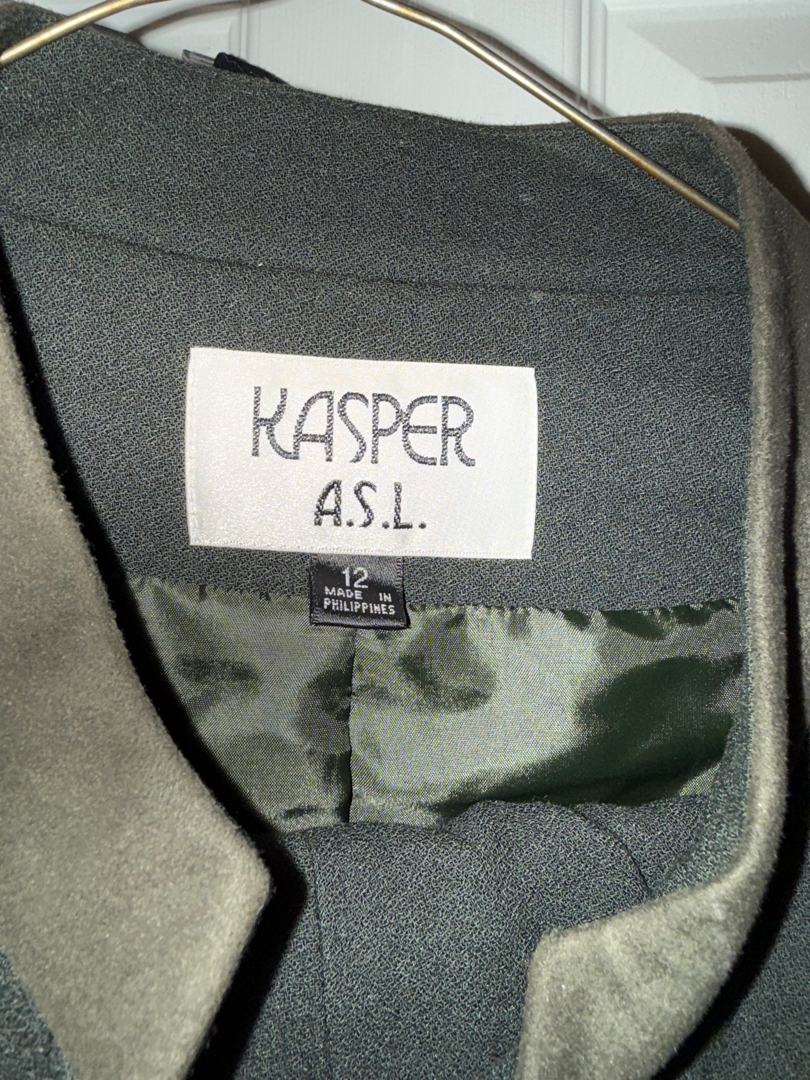 KASPER
A.S.L.
12
MADE IN
PHILIPPINES